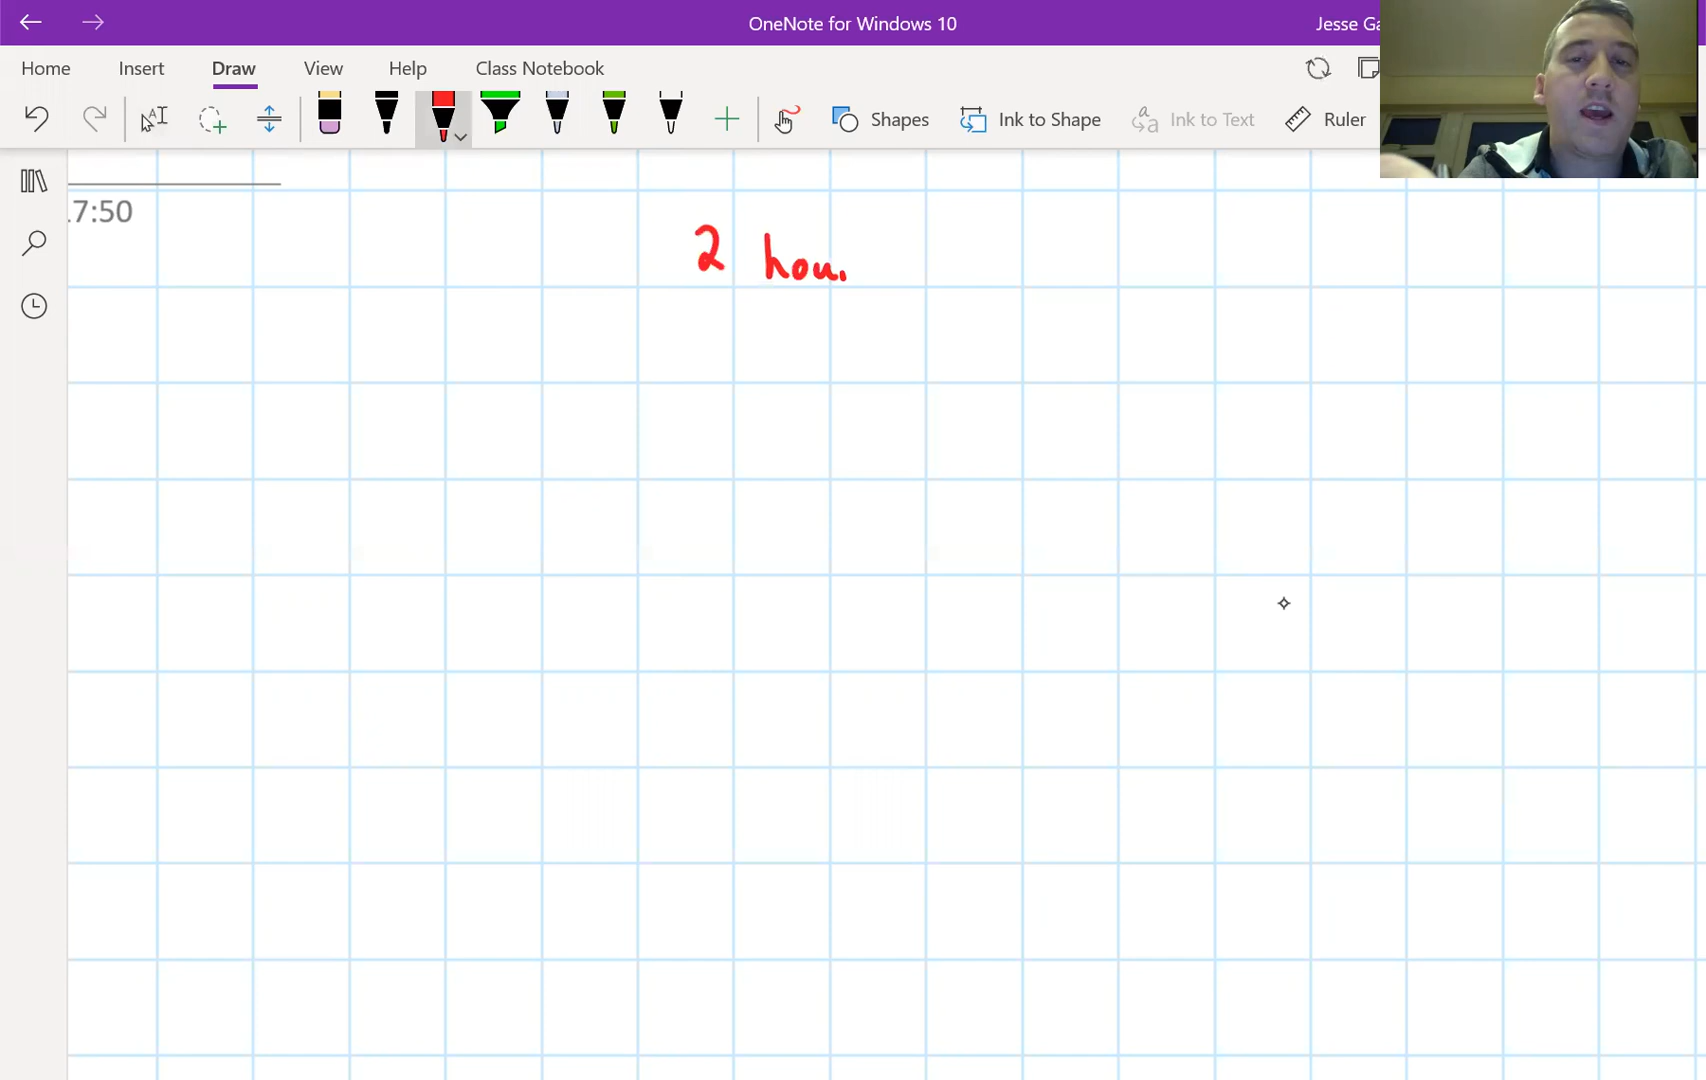 OneNote for Windows 10
Jesse Ga
Home Insert Draw View Help Class Notebook
Shapes Ink to Shape Ink to Text Ruler
.7:50
2 hou.